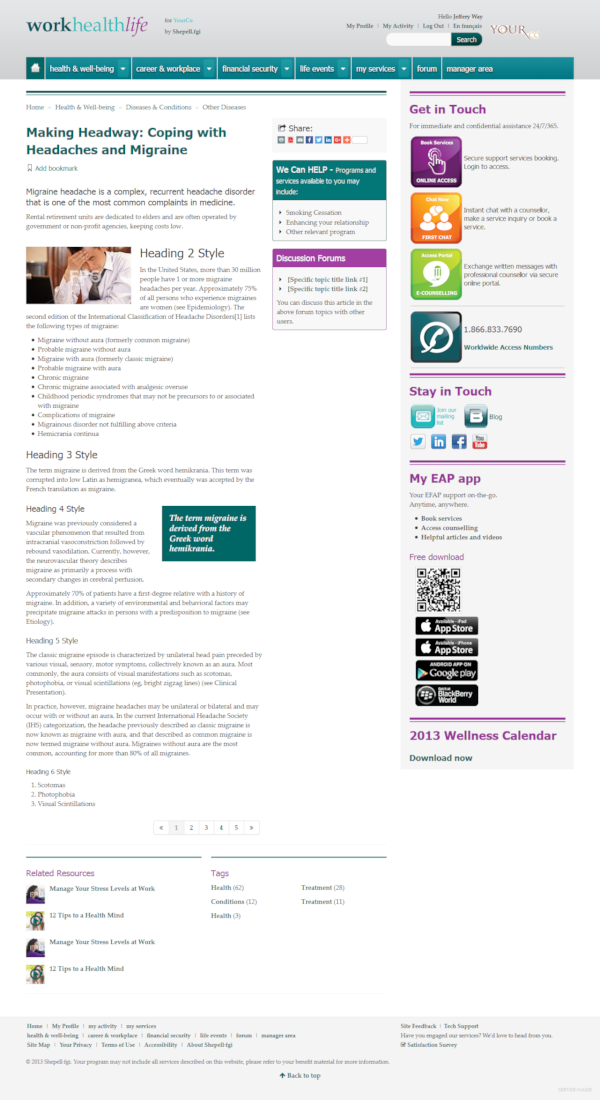 workhealthlife
for YourCo
by Shepell·fgi
Hello Jeffery Way
My Profile | My Activity | Log Out | En français
Search
YOUR
health & well-being
career & workplace
financial security
life events
my services
forum
manager area
Home - Health & Well-being - Diseases & Conditions - Other Diseases
Making Headway: Coping with
Headaches and Migraine
Add bookmark
Migraine headache is a complex, recurrent headache disorder
that is one of the most common complaints in medicine.
Rental retirement units are dedicated to elders and are often operated by
government or non-profit agencies, keeping costs low.
Heading 2 Style
In the United States, more than 30 million
people have 1 or more migraine
headaches per year. Approximately 75%
of all persons who experience migraines
are women (see Epidemiology). The
second edition of the International Classification of Headache Disorders[1] lists
the following types of migraine:
Migraine without aura (formerly common migraine)
Probable migraine without aura
Migraine with aura (formerly classic migraine)
Probable migraine with aura
Chronic migraine
Chronic migraine associated with analgesic overuse
Childhood periodic syndromes that may not be precursors to or associated
with migraine
Complications of migraine
Migrainous disorder not fulfilling above criteria
Hemicrania continua
Heading 3 Style
The term migraine is derived from the Greek word hemikrania. This term was
corrupted into low Latin as hemigranea, which eventually was accepted by the
French translation as migraine.
Heading 4 Style
Migraine was previously considered a
vascular phenomenon that resulted from
intracranial vasoconstriction followed by
rebound vasodilation. Currently, however,
the neurovascular theory describes
migraine as primarily a process with
secondary changes in cerebral perfusion.
The term migraine is
derived from the
Greek word
hemikrania.
Approximately 70% of patients have a first-degree relative with a history of
migraine. In addition, a variety of environmental and behavioral factors may
precipitate migraine attacks in persons with a predisposition to migraine (see
Etiology).
Heading 5 Style
The classic migraine episode is characterized by unilateral head pain preceded by
various visual, sensory, motor symptoms, collectively known as an aura. Most
commonly, the aura consists of visual manifestations such as scotomas,
photophobia, or visual scintillations (eg, bright zigzag lines) (see Clinical
Presentation).
In practice, however, migraine headaches may be unilateral or bilateral and may
occur with or without an aura. In the current International Headache Society
(IHS) categorization, the headache previously described as classic migraine is
now known as migraine with aura, and that described as common migraine is
now termed migraine without aura. Migraines without aura are the most
common, accounting for more than 80% of all migraines.
Heading 6 Style
1. Scotomas
2. Photophobia
3. Visual Scintillations
« 1 2 3 4 5 »
Share:
We Can HELP - Programs and
services available to you may
include:
Smoking Cessation
Enhancing your relationship
Other relevant program
Discussion Forums
[Specific topic title link #1]
[Specific topic title link #2]
You can discuss this article in the
above forum topics with other
users.
Get in Touch
For immediate and confidential assistance 24/7/365.
Book Services
ONLINE ACCESS
Secure support services booking.
Login to access.
Chat Now
FIRST CHAT
Instant chat with a counsellor,
make a service inquiry or book a
service.
Access Portal
E-COUNSELLING
Exchange written messages with
professional counsellor via secure
online portal.
1.866.833.7690
Worldwide Access Numbers
Stay in Touch
Join our
mailing
list
Blog
You
Tube
My EAP app
Your EFAP support on-the-go.
Anytime, anywhere.
Book services
Access counselling
Helpful articles and videos
Free download
Available · iPad
App Store
Available · iPhone
App Store
ANDROID APP ON
Google play
BlackBerry
World
2013 Wellness Calendar
Download now
Related Resources
Manage Your Stress Levels at Work
12 Tips to a Health Mind
Manage Your Stress Levels at Work
12 Tips to a Health Mind
Tags
Health (62)
Treatment (28)
Conditions (12)
Treatment (11)
Health (3)
Home | My Profile | my activity | my services
health & well-being | career & workplace | financial security | life events | forum | manager area
Site Map | Your Privacy | Terms of Use | Accessibility | About Shepell·fgi
Site Feedback | Tech Support
Have you engaged our services? We'd love to hear from you.
Satisfaction Survey
© 2013 Shepell·fgi. Your program may not include all services described on this website, please refer to your benefit material for more information.
Back to top